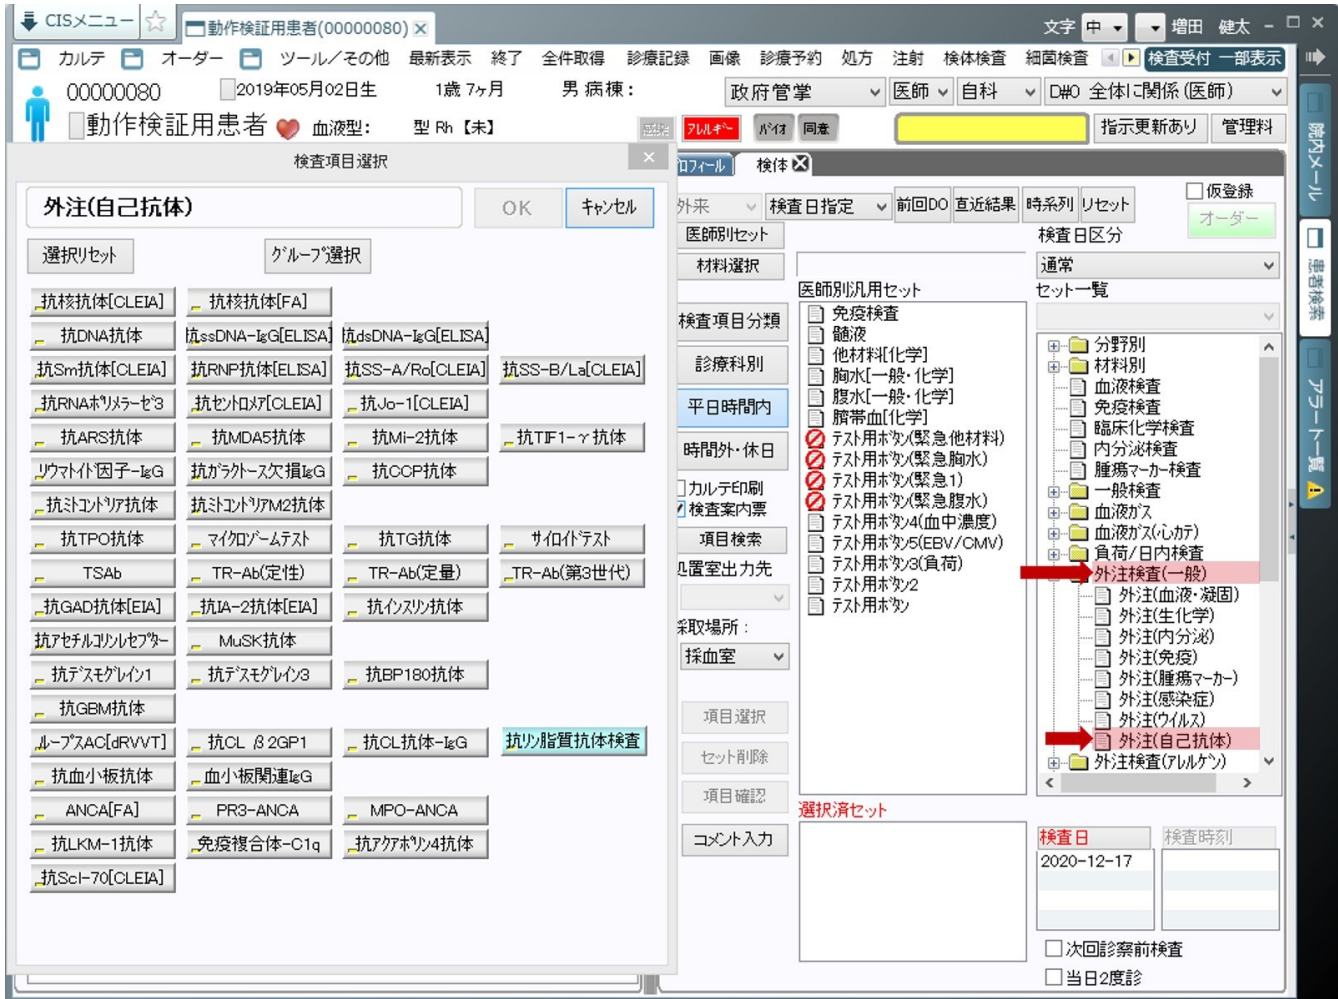 CISメニュー 動作検証用患者(00000080) 文字 中 増田 健太
カルテ オーダー ツール／その他 最新表示 終了 全件取得 診療記録 画像 診療予約 処方 注射 検体検査 細菌検査 検査受付 一部表示
00000080 2019年05月02日生 1歳 7ヶ月 男 病棟： 政府管掌 医師 自科 全体に関係(医師)
動作検証用患者 血液型： 型 Rh【未】 アレルギー バイオ 同意 指示更新あり 管理料
検査項目選択
外注(自己抗体) OK キャンセル
選択リセット グループ選択
抗核抗体[CLEIA] 抗核抗体[FA]
抗DNA抗体 抗ssDNA-IgG[ELISA] 抗dsDNA-IgG[ELISA]
抗Sm抗体[CLEIA] 抗RNP抗体[ELISA] 抗SS-A/Ro[CLEIA] 抗SS-B/La[CLEIA]
抗RNAポリメラーゼ3 抗セントロメア[CLEIA] 抗Jo-1[CLEIA]
抗ARS抗体 抗MDA5抗体 抗Mi-2抗体 抗TIF1-γ抗体
リウマトイド因子-IgG 抗ガラクトース欠損IgG 抗CCP抗体
抗ミトコンドリア抗体 抗ミトコンドリアM2抗体
抗TPO抗体 マイクロゾームテスト 抗TG抗体 サイロイドテスト
TSAb TR-Ab(定性) TR-Ab(定量) TR-Ab(第3世代)
抗GAD抗体[EIA] 抗IA-2抗体[EIA] 抗インスリン抗体
抗アセチルコリンレセプター MuSK抗体
抗デスモグレイン1 抗デスモグレイン3 抗BP180抗体
抗GBM抗体
ループスAC[dRVVT] 抗CL β2GP1 抗CL抗体-IgG 抗リン脂質抗体検査
抗血小板抗体 血小板関連IgG
ANCA[FA] PR3-ANCA MPO-ANCA
抗LKM-1抗体 免疫複合体-C1q 抗アクアポリン4抗体
抗Scl-70[CLEIA]
ロフィール 検体
外来 検査日指定 前回DO 直近結果 時系列 リセット 仮登録
オーダー
医師別セット 検査日区分
材料選択 通常
医師別汎用セット セット一覧
検査項目分類
診療科別
平日時間内
時間外・休日
カルテ印刷
検査案内票
項目検索
処置室出力先
採取場所：
採血室
項目選択
セット削除
項目確認
コメント入力
免疫検査
髄液
他材料[化学]
胸水[一般・化学]
腹水[一般・化学]
臍帯血[化学]
テスト用ボタン(緊急他材料)
テスト用ボタン(緊急胸水)
テスト用ボタン(緊急1)
テスト用ボタン(緊急腹水)
テスト用ボタン4(血中濃度)
テスト用ボタン5(EBV/CMV)
テスト用ボタン3(負荷)
テスト用ボタン2
テスト用ボタン
選択済セット
分野別
材料別
血液検査
免疫検査
臨床化学検査
内分泌検査
腫瘍マーカー検査
一般検査
血液ガス
血液ガス(心カテ)
負荷/日内検査
外注検査(一般)
外注(血液・凝固)
外注(生化学)
外注(内分泌)
外注(免疫)
外注(腫瘍マーカー)
外注(感染症)
外注(ウイルス)
外注(自己抗体)
外注検査(アレルゲン)
検査日 検査時刻
2020-12-17
次回診察前検査
当日2度診
院内メール
患者検索
アラート一覧